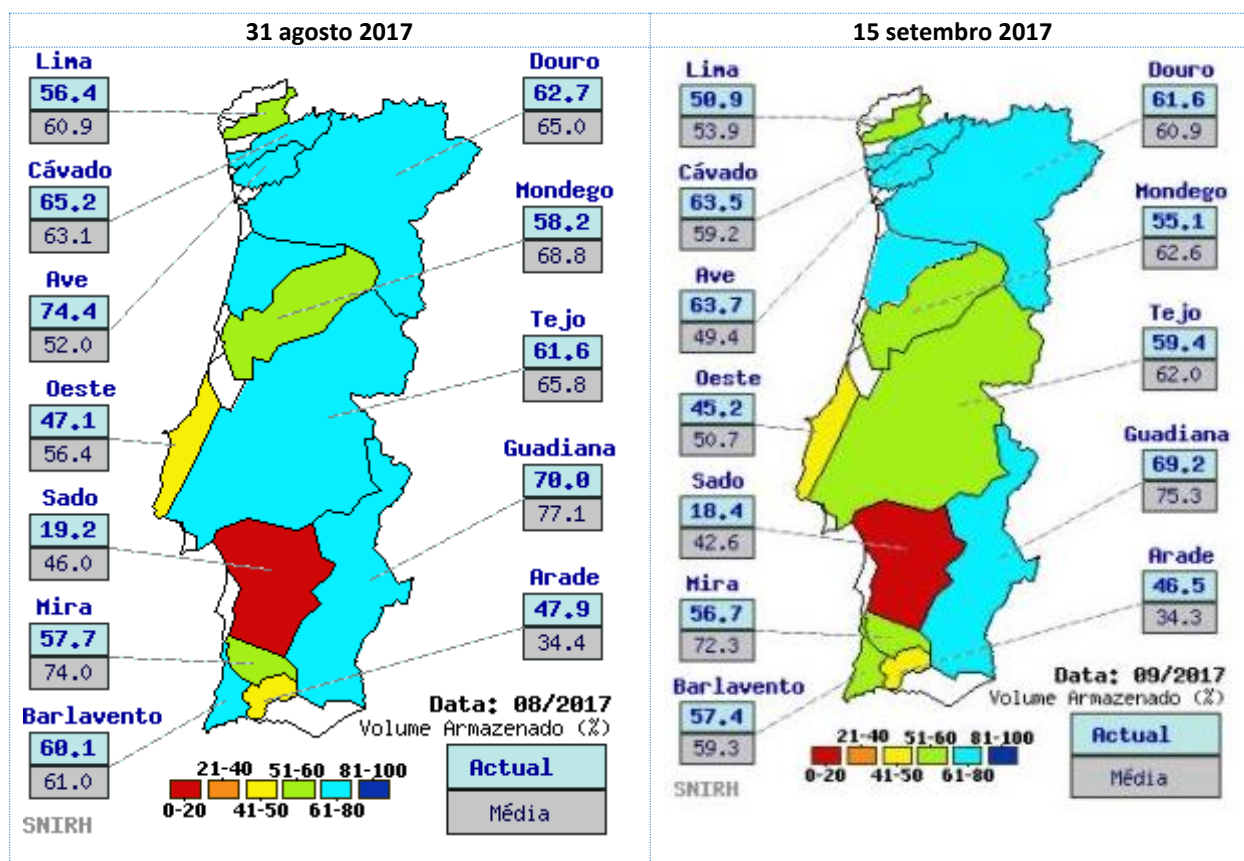 31 agosto 2017
Lima
56.4
60.9
Cávado
65.2
63.1
Ave
74.4
52.0
Oeste
47.1
56.4
Sado
19.2
46.0
Mira
57.7
74.0
Barlavento
60.1
61.0
Douro
62.7
65.0
Mondego
58.2
68.8
Tejo
61.6
65.8
Guadiana
70.0
77.1
Arade
47.9
34.4
Data: 08/2017
Volume Armazenado (%)
21-40 51-60 81-100
0-20 41-50 61-80
Actual
Média
SNIRH
15 setembro 2017
Lima
50.9
53.9
Cávado
63.5
59.2
Ave
63.7
49.4
Oeste
45.2
50.7
Sado
18.4
42.6
Mira
56.7
72.3
Barlavento
57.4
59.3
Douro
61.6
60.9
Mondego
55.1
62.6
Tejo
59.4
62.0
Guadiana
69.2
75.3
Arade
46.5
34.3
Data: 09/2017
Volume Armazenado (%)
21-40 51-60 81-100
0-20 41-50 61-80
Actual
Média
SNIRH